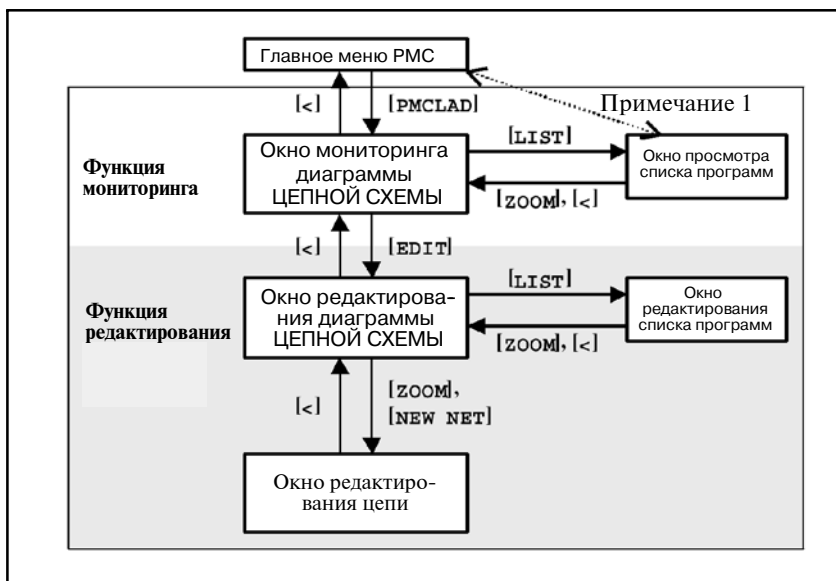 Главное меню РМС
[<]
[PMCLAD]
Примечание 1
Функция
мониторинга
Окно мониторинга
диаграммы
ЦЕПНОЙ СХЕМЫ
[LIST]
[ZOOM], [<]
Окно просмотра
списка программ
[<]
[EDIT]
Функция
редактирования
Окно редактирова-
ния диаграммы
ЦЕПНОЙ СХЕМЫ
[LIST]
[ZOOM], [<]
Окно
редактирования
списка программ
[<]
[ZOOM],
[NEW NET]
Окно редактиро-
вания цепи